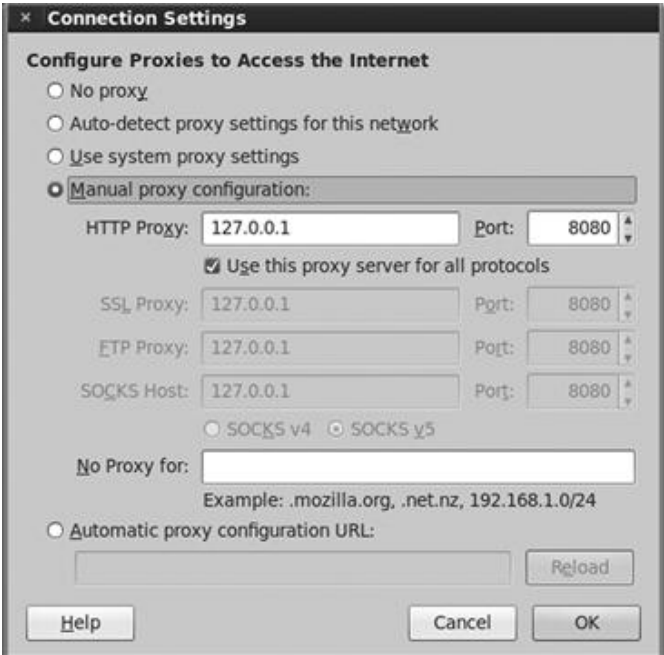 × Connection Settings
Configure Proxies to Access the Internet
No proxy
Auto-detect proxy settings for this network
Use system proxy settings
Manual proxy configuration:
HTTP Proxy: 127.0.0.1 Port: 8080
Use this proxy server for all protocols
SSL Proxy: 127.0.0.1 Port: 8080
FTP Proxy: 127.0.0.1 Port: 8080
SOCKS Host: 127.0.0.1 Port: 8080
SOCKS v4 SOCKS v5
No Proxy for:
Example: .mozilla.org, .net.nz, 192.168.1.0/24
Automatic proxy configuration URL:
Reload
Help Cancel OK